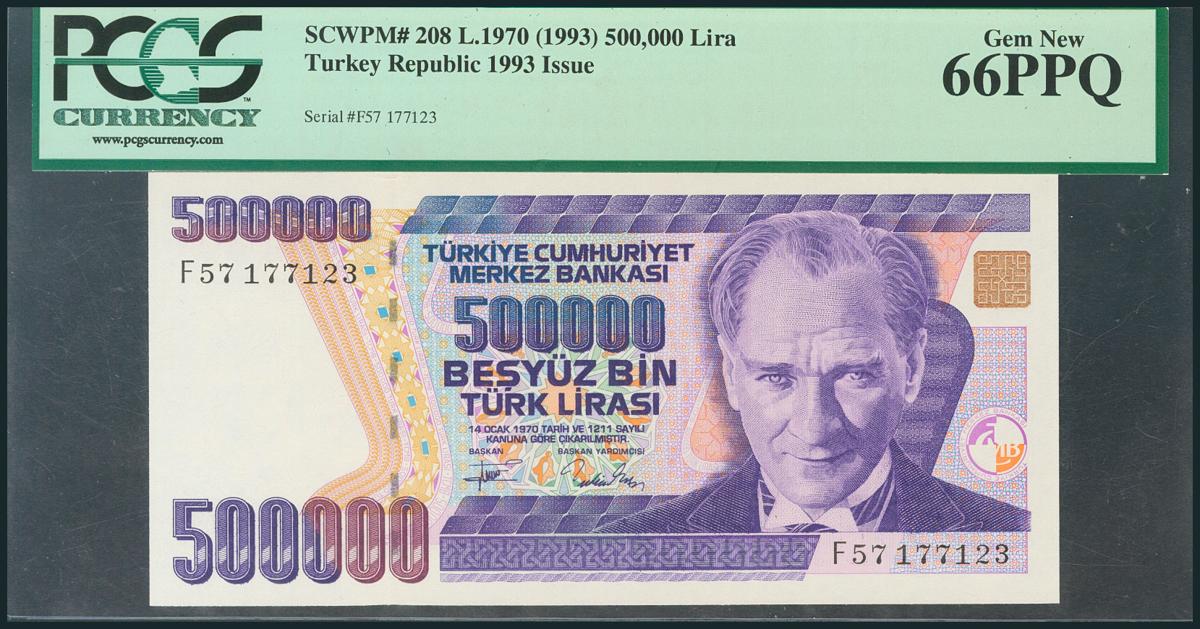 PCGS™
CURRENCY
www.pcgscurrency.com
SCWPM# 208 L.1970 (1993) 500,000 Lira
Turkey Republic 1993 Issue
Serial #F57 177123
Gem New
66PPQ
500000
F57 177123
TÜRKİYE CUMHURİYET
MERKEZ BANKASI
500000
BEŞYÜZ BİN
TÜRK LİRASI
14 OCAK 1970 TARİH VE 1211 SAYILI
KANUNA GÖRE ÇIKARILMIŞTIR.
BAŞKAN BAŞKAN YARDIMCISI
500000
F57 177123